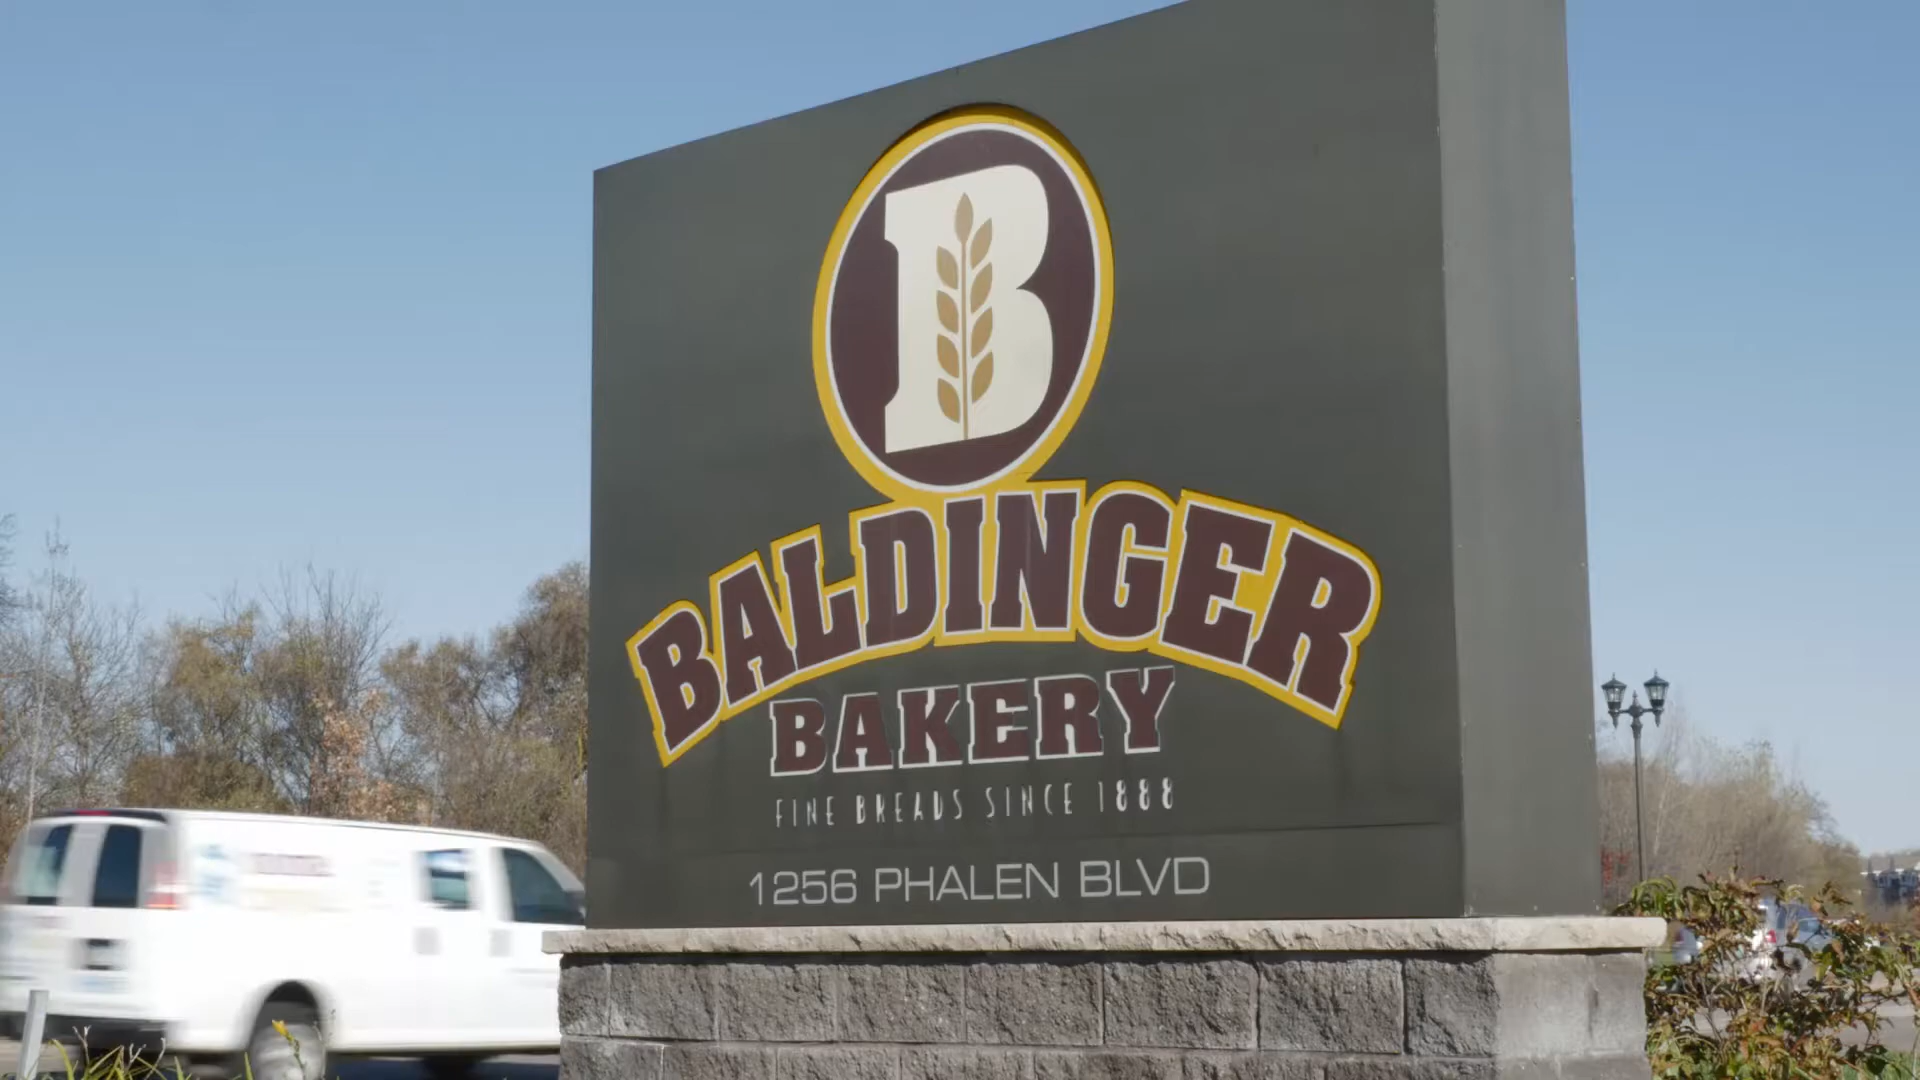 B
BALDINGER
BAKERY
FINE BREADS SINCE 1888
1256 PHALEN BLVD